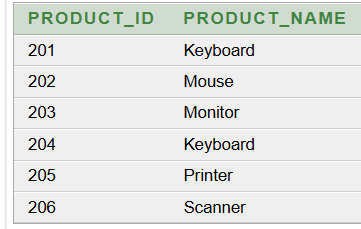 PRODUCT_ID PRODUCT_NAME
201 Keyboard
202 Mouse
203 Monitor
204 Keyboard
205 Printer
206 Scanner